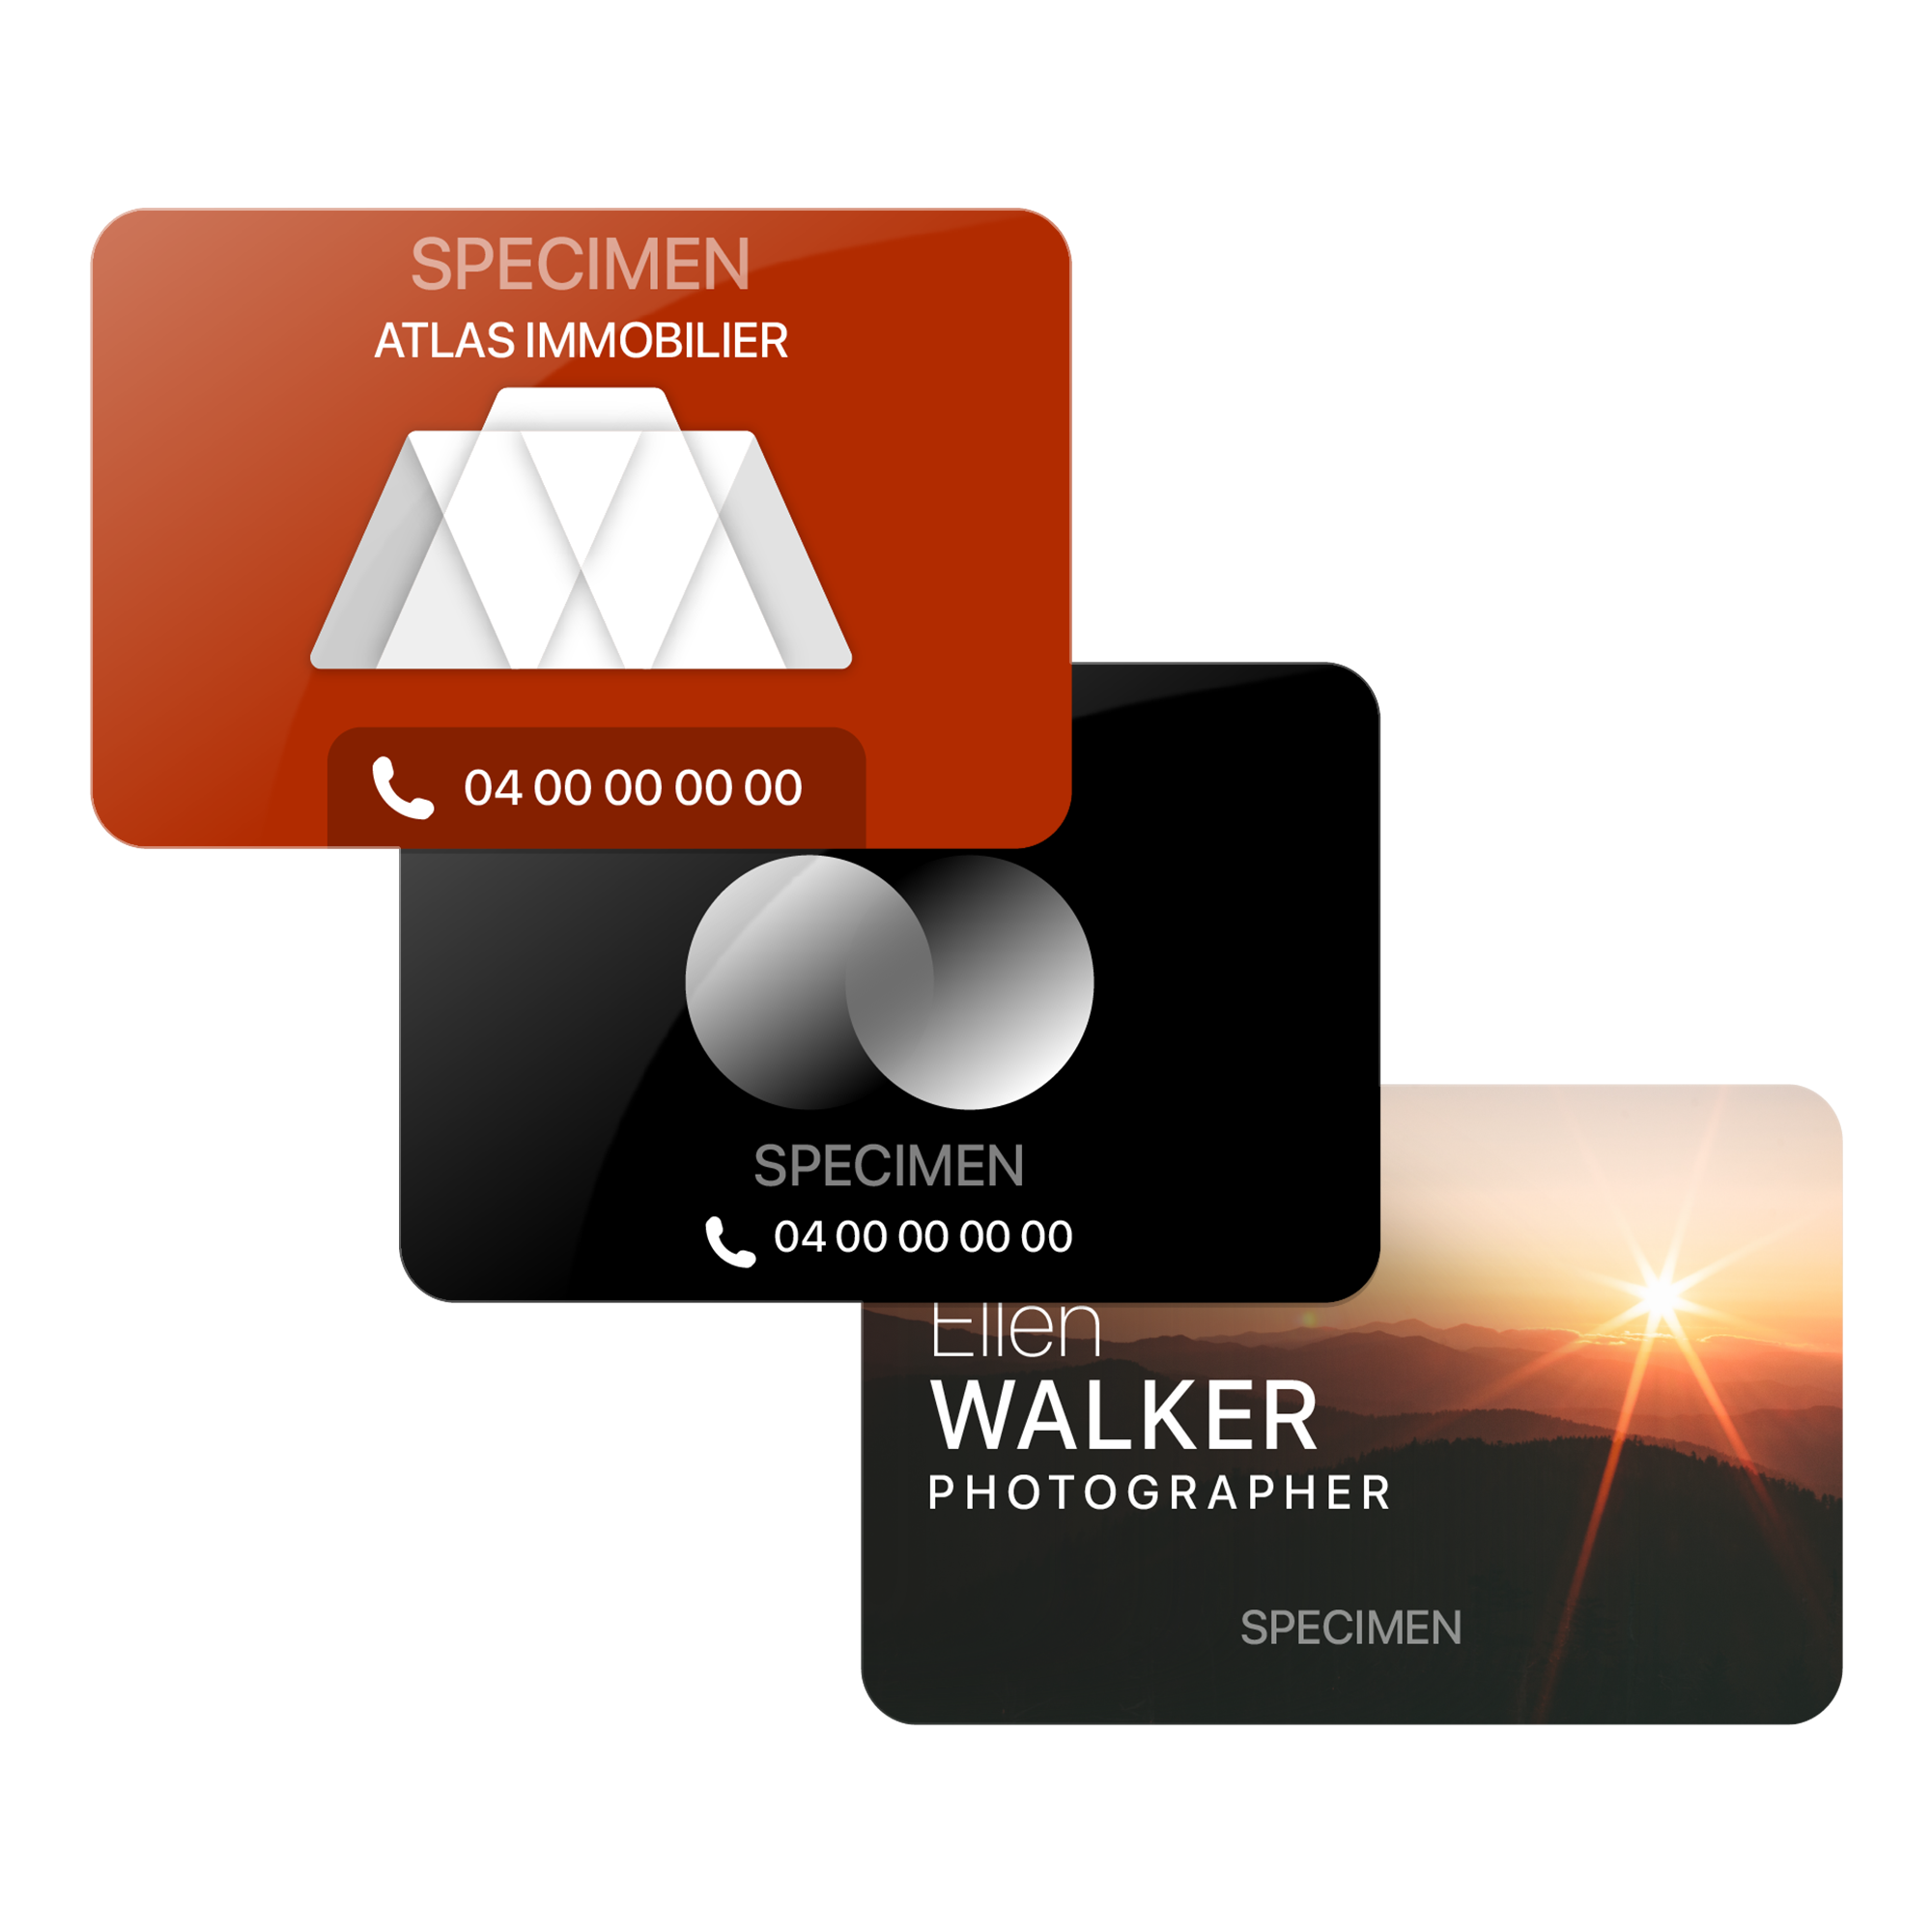 SPECIMEN
ATLAS IMMOBILIER
04 00 00 00 00
SPECIMEN
04 00 00 00 00
Ellen
WALKER
PHOTOGRAPHER
SPECIMEN